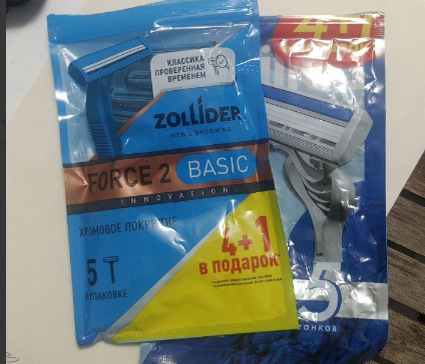 4+1
КЛАССИКА
ПРОВЕРЕННАЯ
ВРЕМЕНЕМ
ZOLLIDER
MEN'S GROOMING
FORCE 2 BASIC
INNOVATION
ХРОМОВОЕ ПОКРЫТИЕ
4+1
в подарок
5
УПАКОВКЕ
5